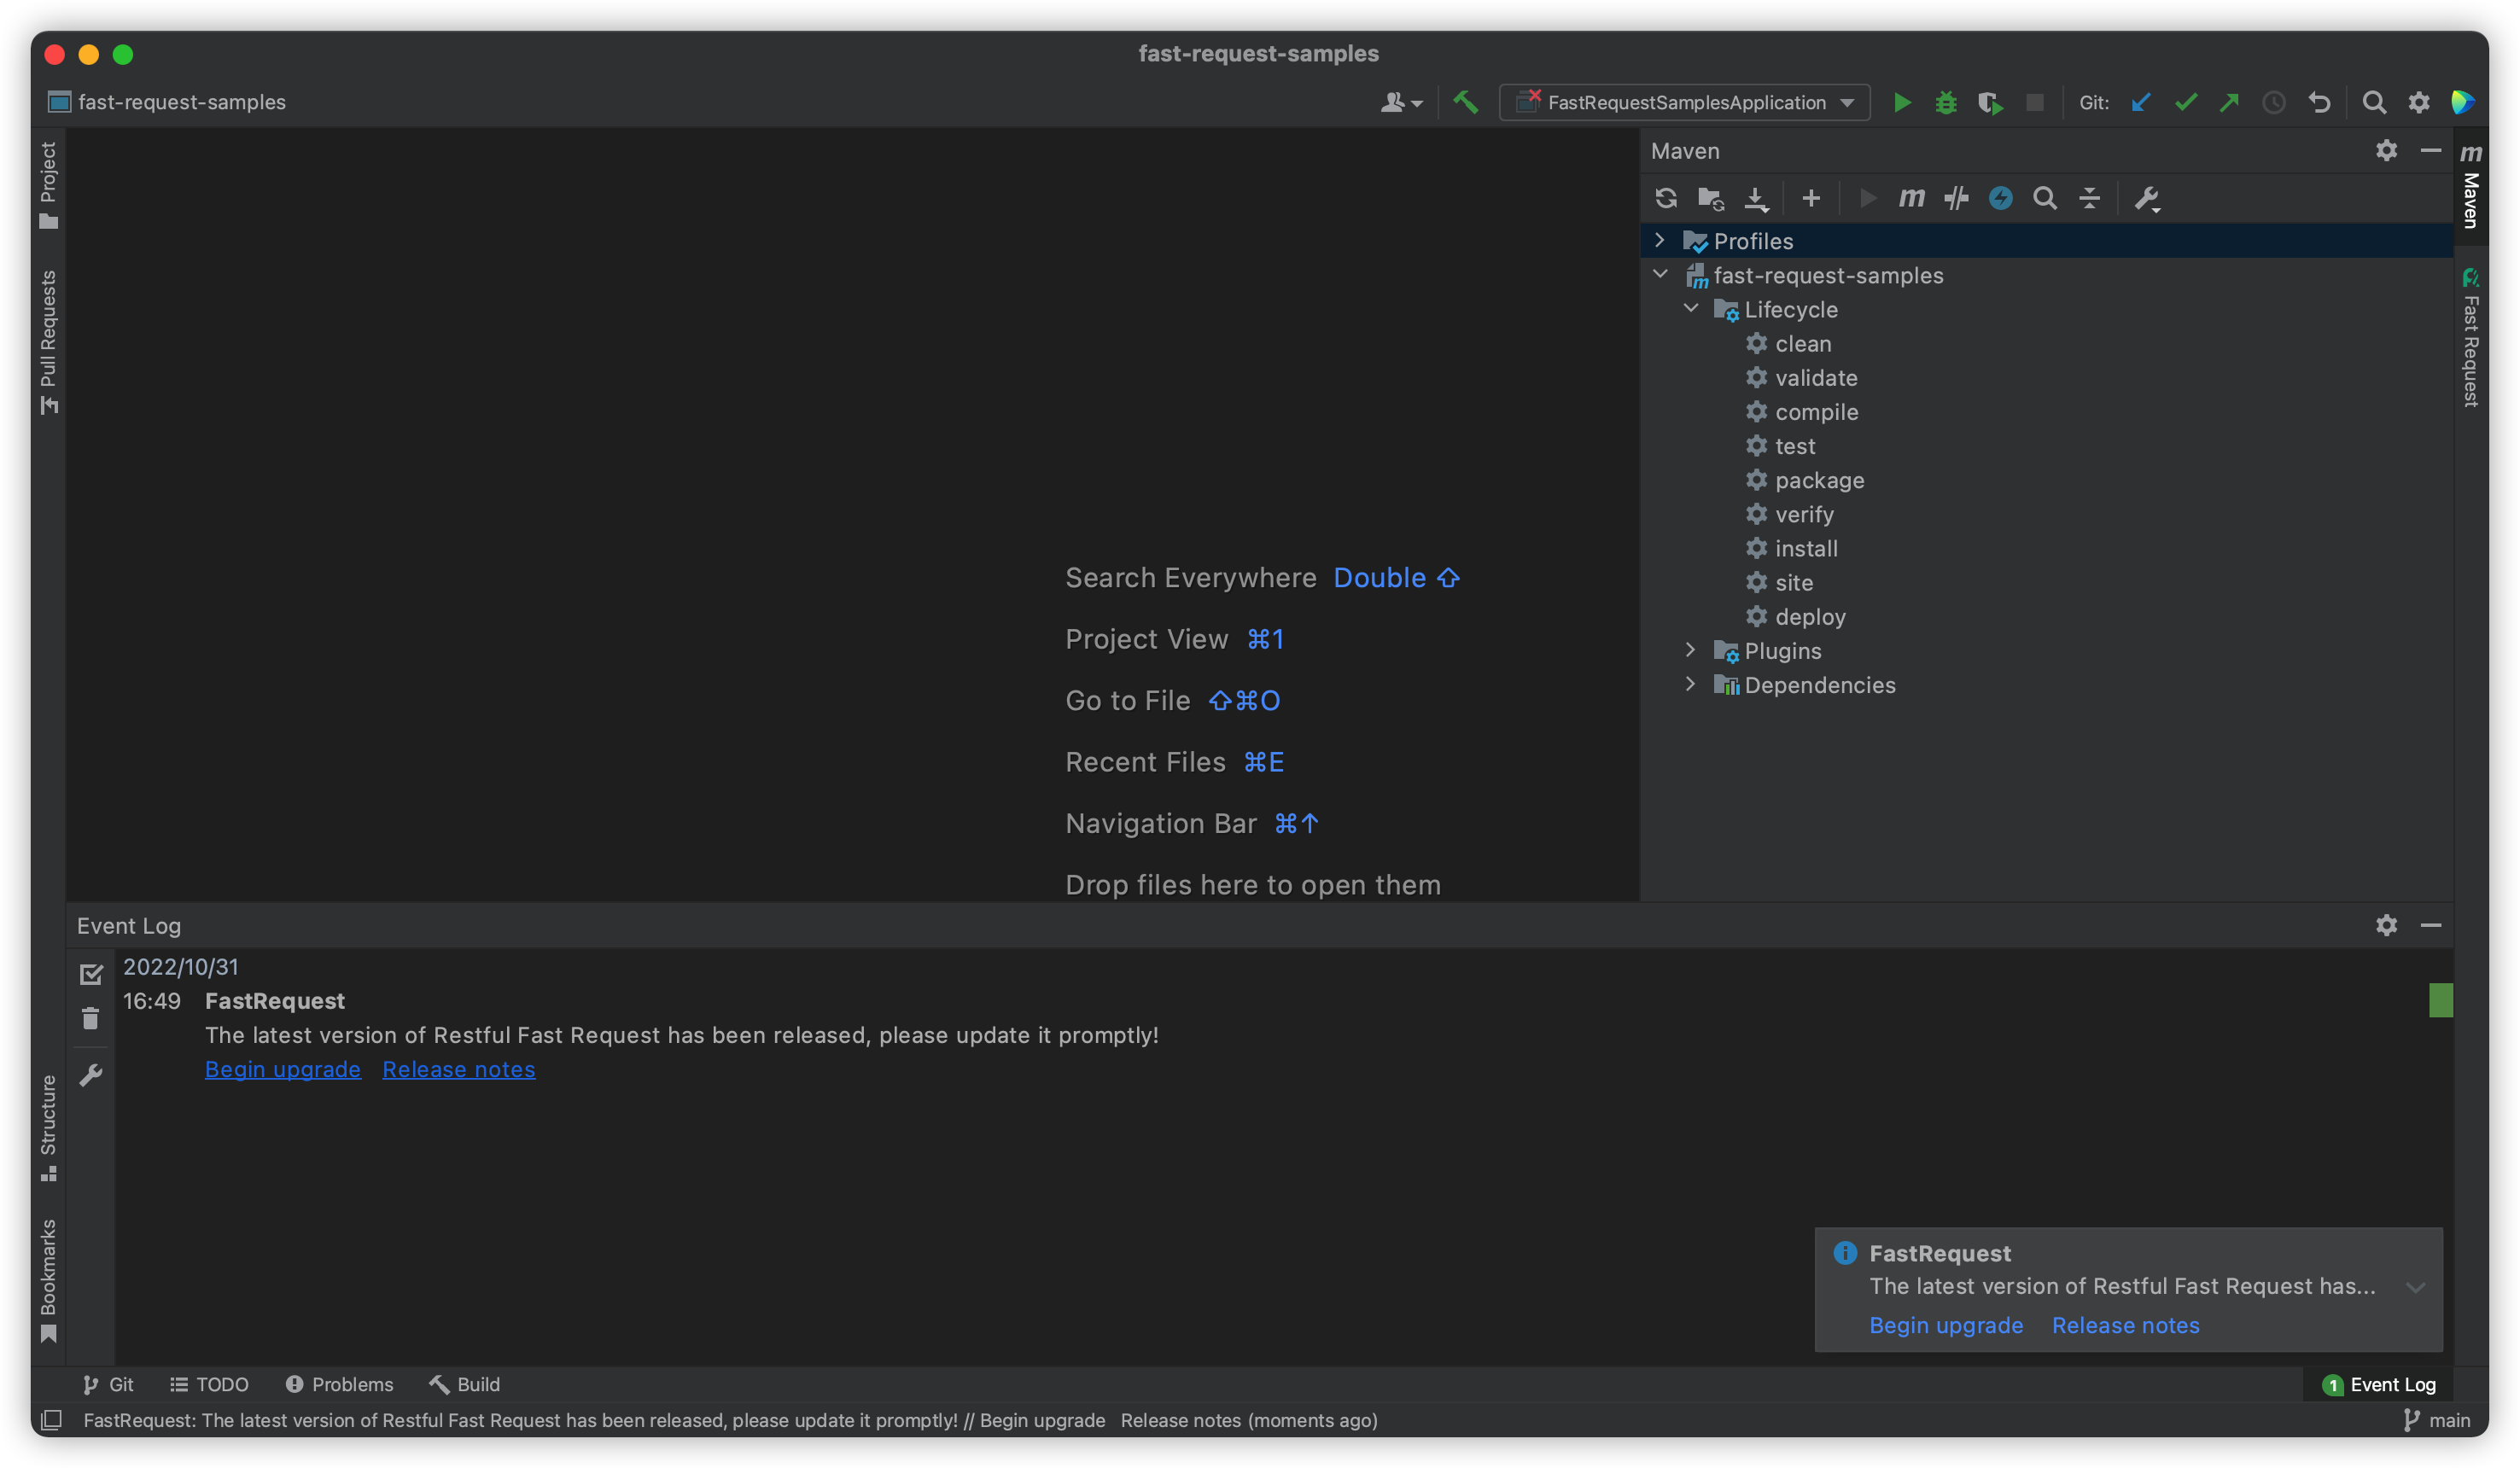 fast-request-samples
fast-request-samples
FastRequestSamplesApplication
Git:
Project
Pull Requests
Search Everywhere Double ⇧
Project View ⌘1
Go to File ⇧⌘O
Recent Files ⌘E
Navigation Bar ⌘↑
Drop files here to open them
Maven
Profiles
fast-request-samples
Lifecycle
clean
validate
compile
test
package
verify
install
site
deploy
Plugins
Dependencies
Maven
Fast Request
Event Log
2022/10/31
16:49 FastRequest
The latest version of Restful Fast Request has been released, please update it promptly!
Begin upgrade Release notes
Structure
Bookmarks
FastRequest
The latest version of Restful Fast Request has...
Begin upgrade Release notes
Git TODO Problems Build
1 Event Log
FastRequest: The latest version of Restful Fast Request has been released, please update it promptly! // Begin upgrade Release notes (moments ago)
main